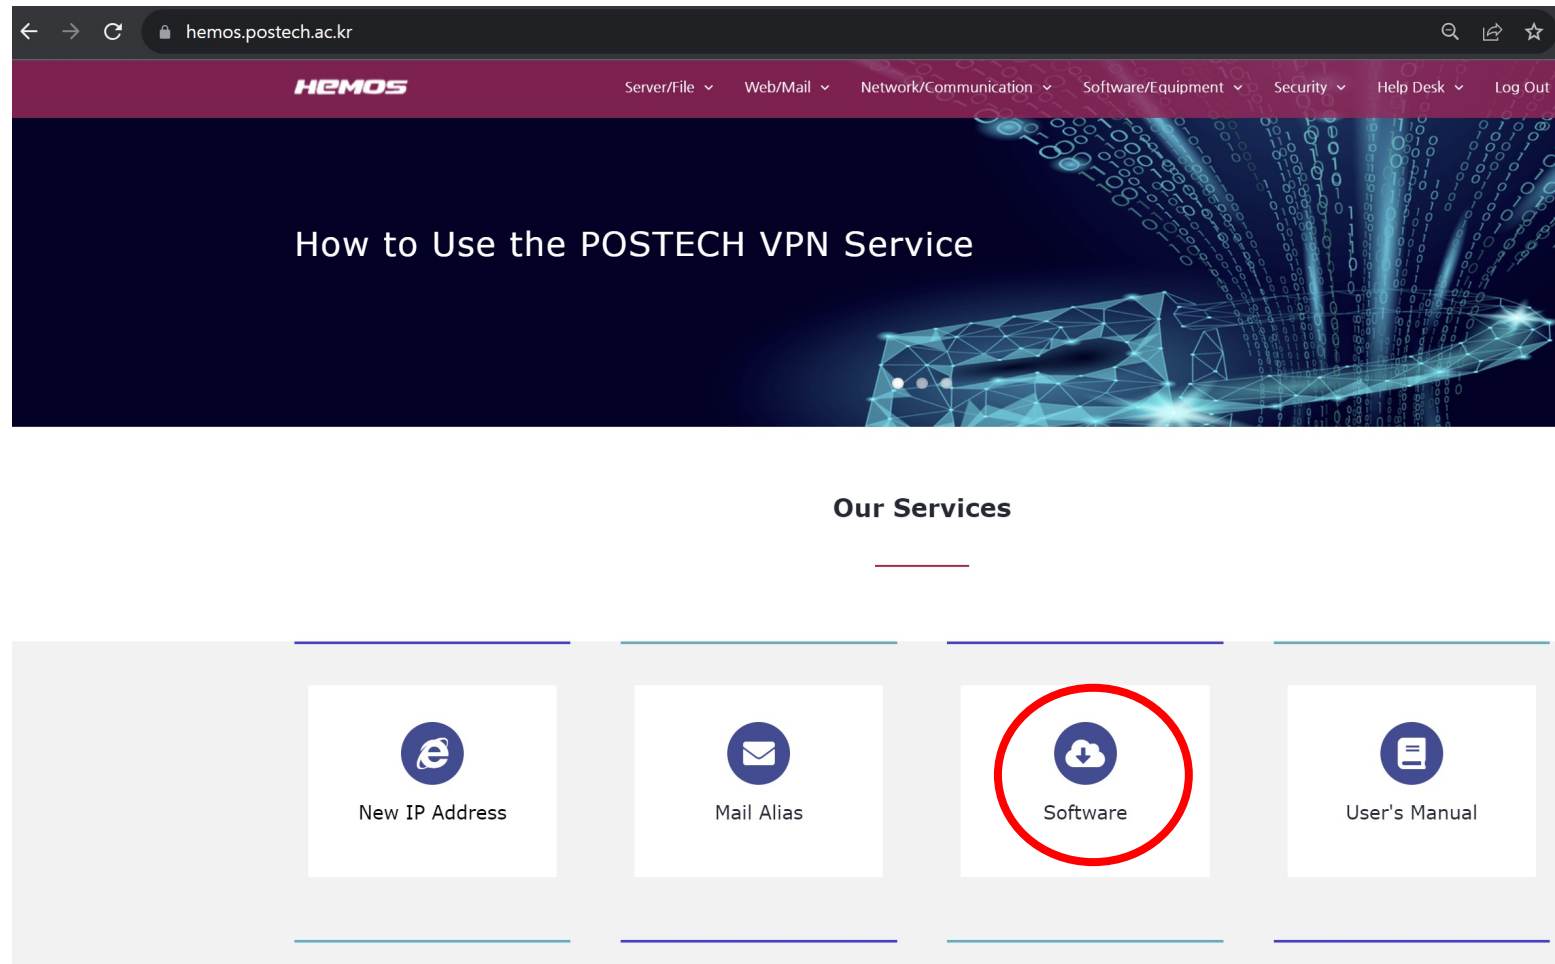 hemos.postech.ac.kr
HEMOS Server/File Web/Mail Network/Communication Software/Equipment Security Help Desk Log Out
How to Use the POSTECH VPN Service
Our Services
New IP Address Mail Alias Software User's Manual